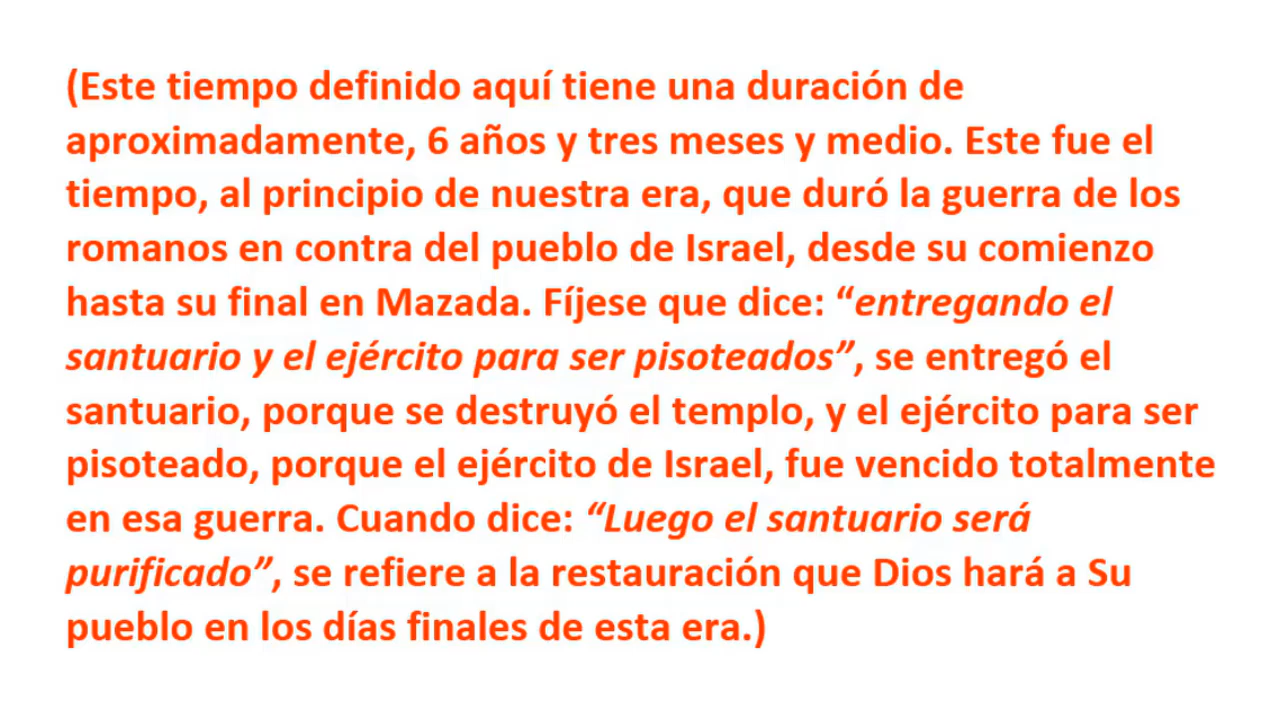 (Este tiempo definido aquí tiene una duración de
aproximadamente, 6 años y tres meses y medio. Este fue el
tiempo, al principio de nuestra era, que duró la guerra de los
romanos en contra del pueblo de Israel, desde su comienzo
hasta su final en Mazada. Fíjese que dice: “entregando el
santuario y el ejército para ser pisoteados”, se entregó el
santuario, porque se destruyó el templo, y el ejército para ser
pisoteado, porque el ejército de Israel, fue vencido totalmente
en esa guerra. Cuando dice: “Luego el santuario será
purificado”, se refiere a la restauración que Dios hará a Su
pueblo en los días finales de esta era.)